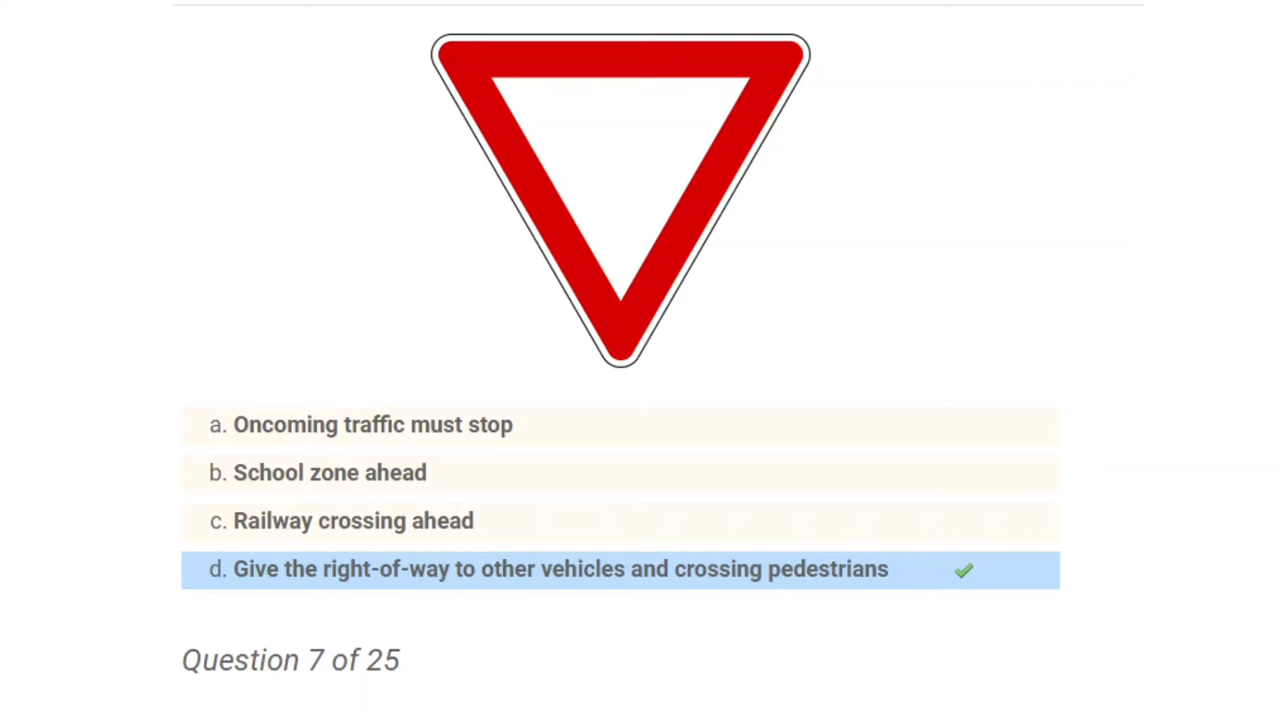 a. Oncoming traffic must stop
b. School zone ahead
c. Railway crossing ahead
d. Give the right-of-way to other vehicles and crossing pedestrians
Question 7 of 25